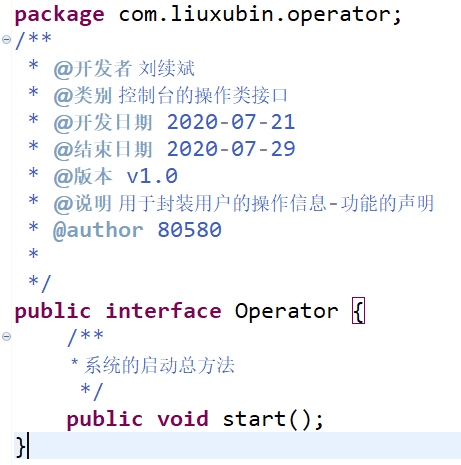 package com.liuxubin.operator;
/**
 * @开发者 刘续斌
 * @类别 控制台的操作类接口
 * @开发日期 2020-07-21
 * @结束日期 2020-07-29
 * @版本 v1.0
 * @说明 用于封装用户的操作信息-功能的声明
 * @author 80580
 *
 */
public interface Operator {
    /**
    * 系统的启动总方法
     */
    public void start();
}